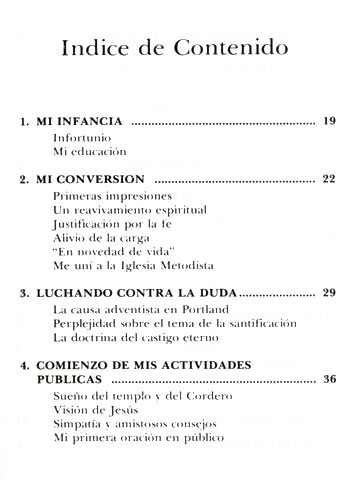 Indice de Contenido
1. MI INFANCIA ........................................ 19
Infortunio
Mi educación
2. MI CONVERSION .................................. 22
Primeras impresiones
Un reavivamiento espiritual
Justificación por la fe
Alivio de la carga
“En novedad de vida”
Me uní a la Iglesia Metodista
3. LUCHANDO CONTRA LA DUDA.................. 29
La causa adventista en Portland
Perplejidad sobre el tema de la santificación
La doctrina del castigo eterno
4. COMIENZO DE MIS ACTIVIDADES
PUBLICAS ............................................. 36
Sueño del templo y del Cordero
Visión de Jesús
Simpatía y amistosos consejos
Mi primera oración en público